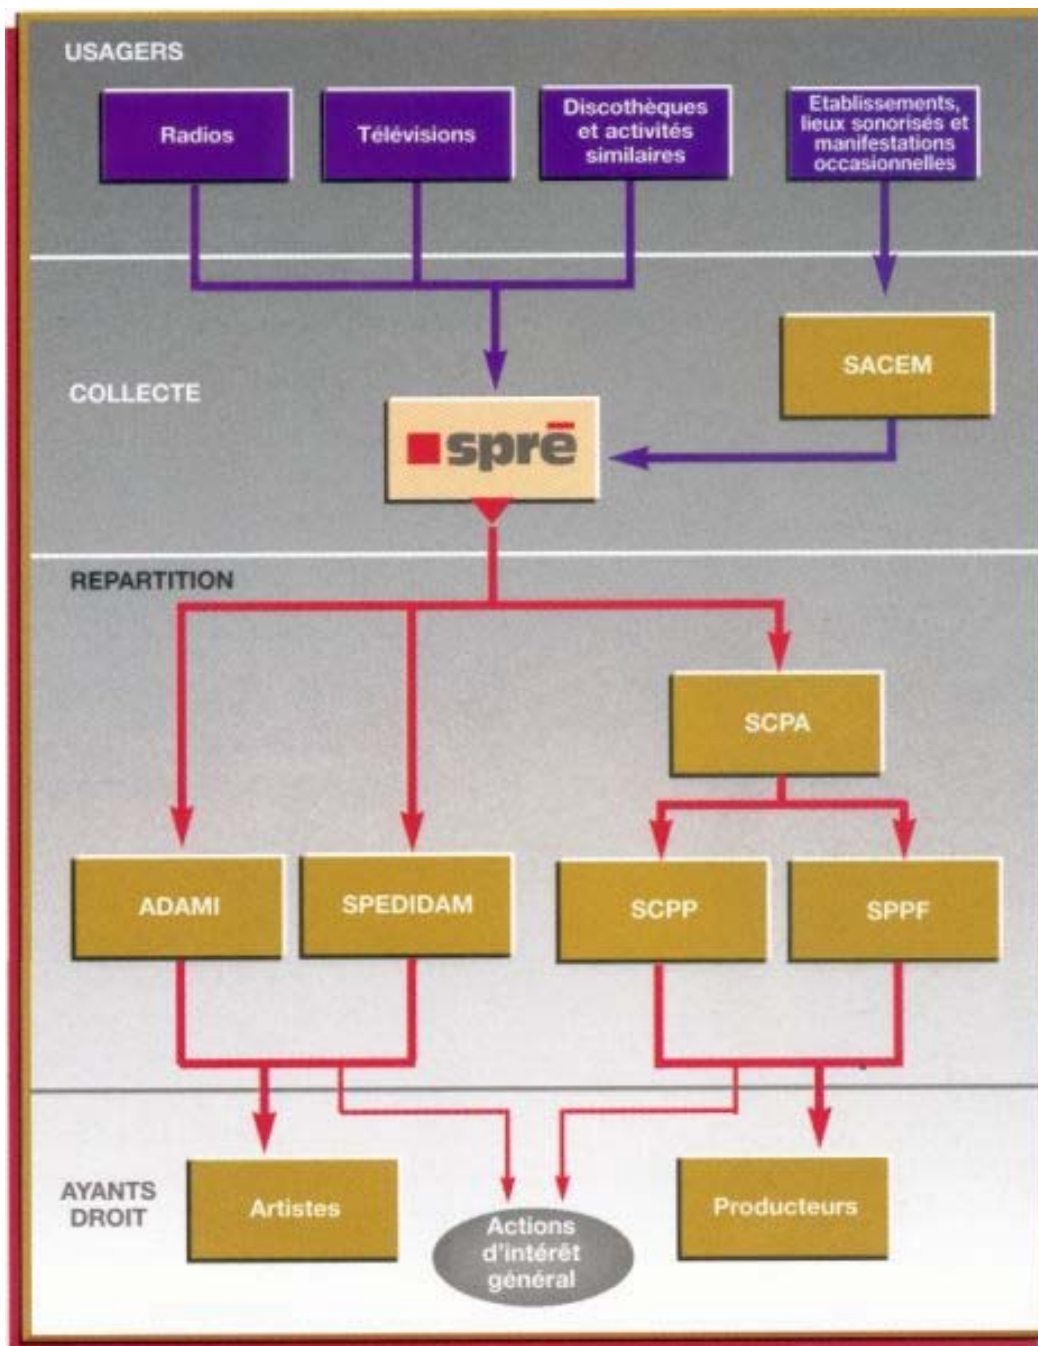 USAGERS
Radios
Télévisions
Discothèques
et activités
similaires
Etablissements,
lieux sonorisés et
manifestations
occasionnelles
COLLECTE
SACEM
sprē
REPARTITION
SCPA
ADAMI
SPEDIDAM
SCPP
SPPF
AYANTS
DROIT
Artistes
Actions
d'intérêt
général
Producteurs